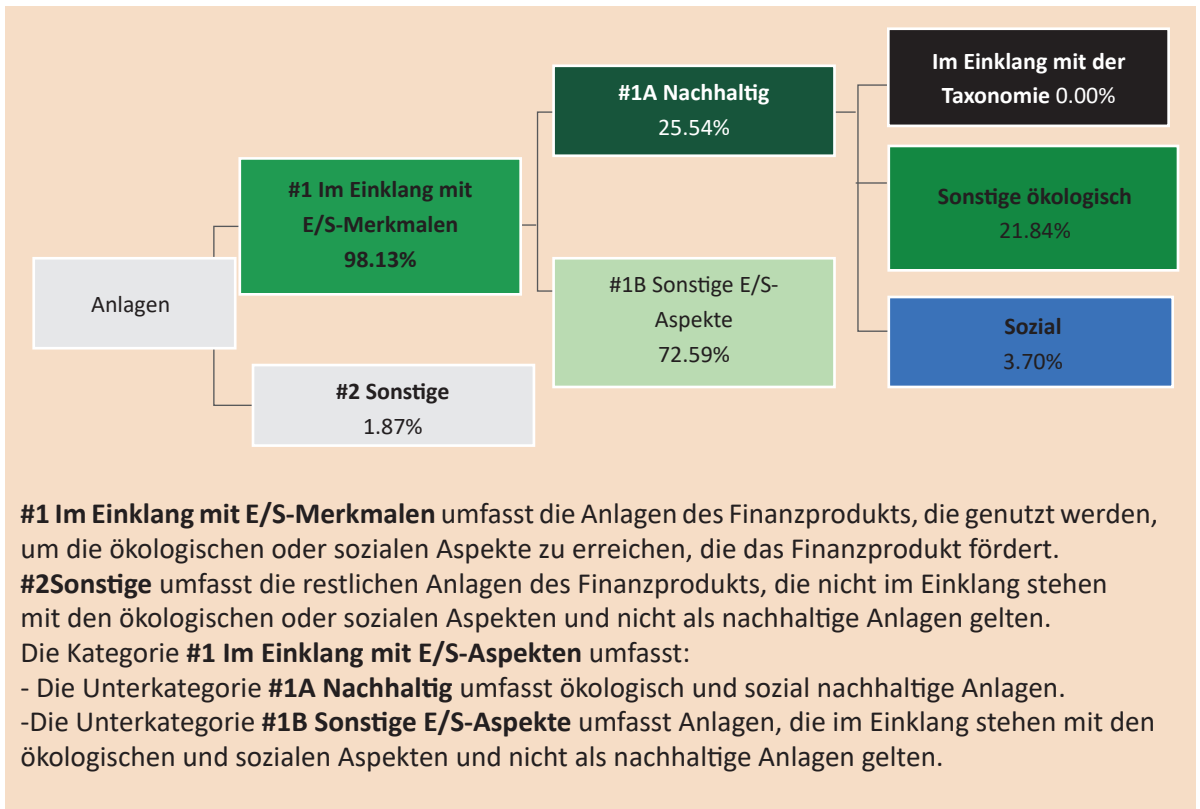 Anlagen
#1 Im Einklang mit
E/S-Merkmalen
98.13%
#2 Sonstige
1.87%
#1A Nachhaltig
25.54%
#1B Sonstige E/S-
Aspekte
72.59%
Im Einklang mit der
Taxonomie 0.00%
Sonstige ökologisch
21.84%
Sozial
3.70%
#1 Im Einklang mit E/S-Merkmalen umfasst die Anlagen des Finanzprodukts, die genutzt werden,
um die ökologischen oder sozialen Aspekte zu erreichen, die das Finanzprodukt fördert.
#2Sonstige umfasst die restlichen Anlagen des Finanzprodukts, die nicht im Einklang stehen
mit den ökologischen oder sozialen Aspekten und nicht als nachhaltige Anlagen gelten.
Die Kategorie #1 Im Einklang mit E/S-Aspekten umfasst:
- Die Unterkategorie #1A Nachhaltig umfasst ökologisch und sozial nachhaltige Anlagen.
-Die Unterkategorie #1B Sonstige E/S-Aspekte umfasst Anlagen, die im Einklang stehen mit den
ökologischen und sozialen Aspekten und nicht als nachhaltige Anlagen gelten.